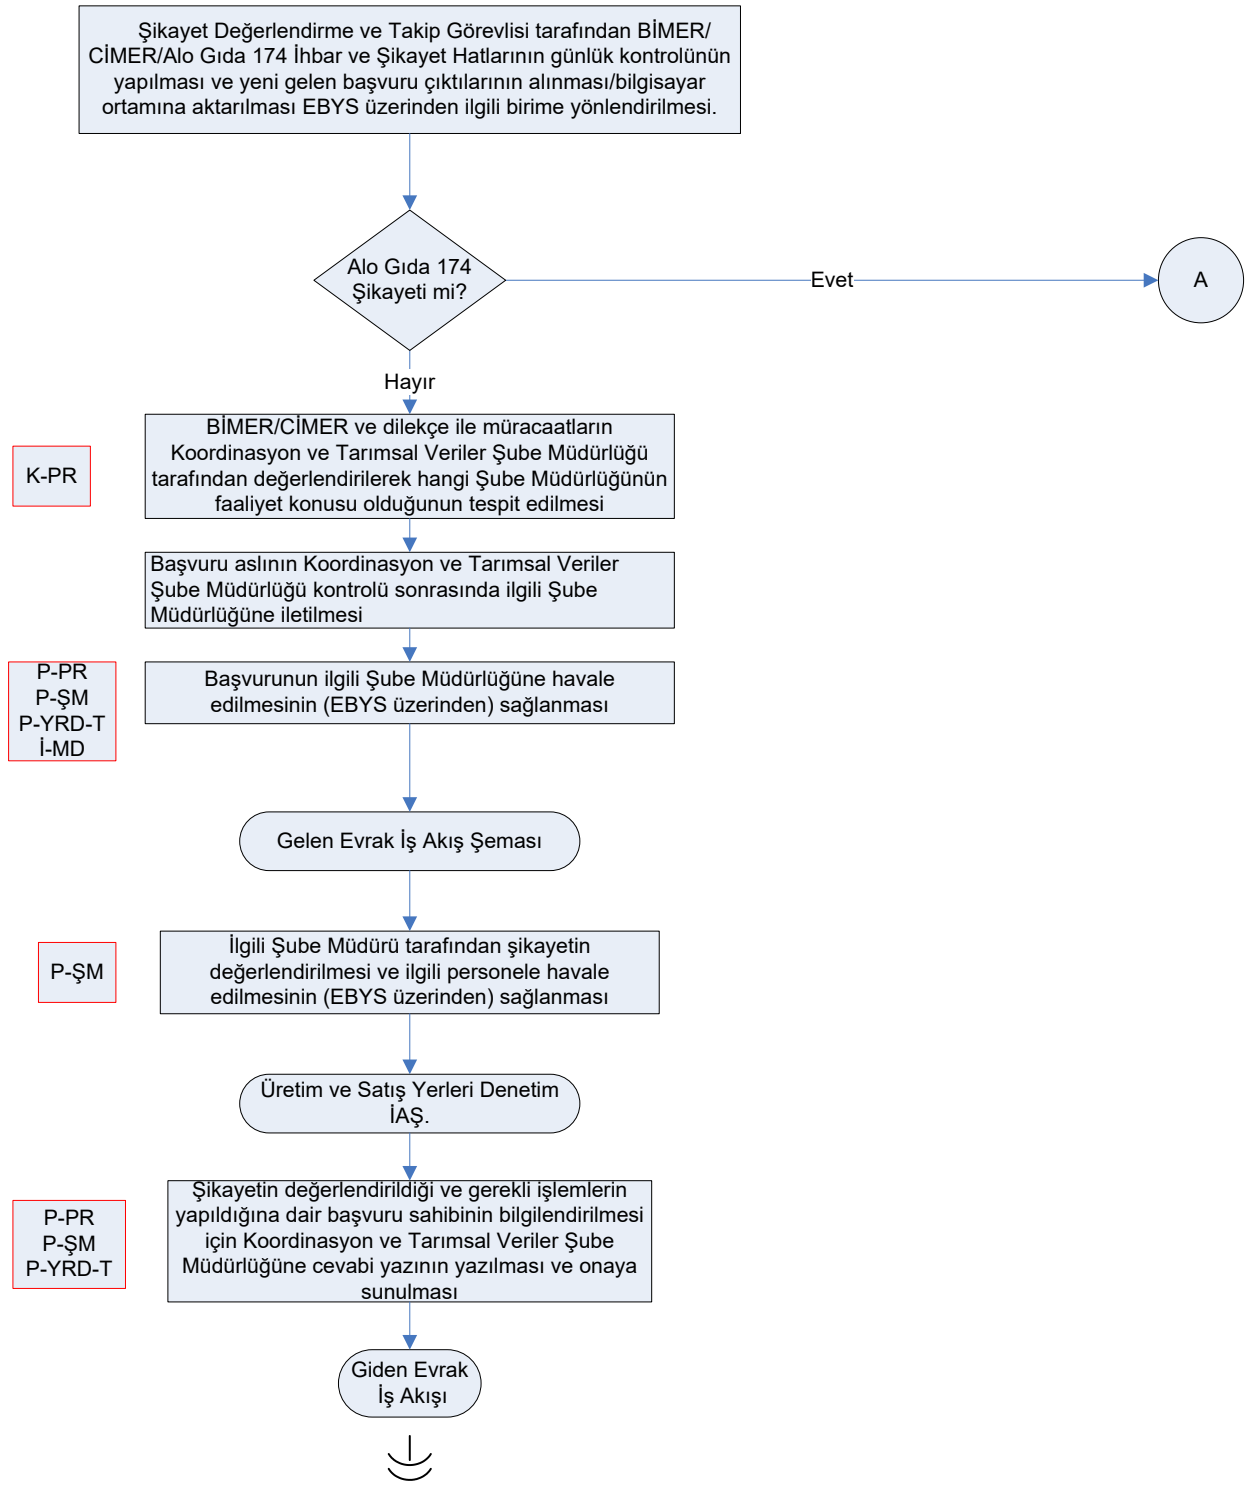 Şikayet Değerlendirme ve Takip Görevlisi tarafından BİMER/
CİMER/Alo Gıda 174 İhbar ve Şikayet Hatlarının günlük kontrolünün
yapılması ve yeni gelen başvuru çıktılarının alınması/bilgisayar
ortamına aktarılması EBYS üzerinden ilgili birime yönlendirilmesi.
Alo Gıda 174
Şikayeti mi?
Evet
A
Hayır
K-PR
BİMER/CİMER ve dilekçe ile müracaatların
Koordinasyon ve Tarımsal Veriler Şube Müdürlüğü
tarafından değerlendirilerek hangi Şube Müdürlüğünün
faaliyet konusu olduğunun tespit edilmesi
Başvuru aslının Koordinasyon ve Tarımsal Veriler
Şube Müdürlüğü kontrolü sonrasında ilgili Şube
Müdürlüğüne iletilmesi
P-PR
P-ŞM
P-YRD-T
İ-MD
Başvurunun ilgili Şube Müdürlüğüne havale
edilmesinin (EBYS üzerinden) sağlanması
Gelen Evrak İş Akış Şeması
P-ŞM
İlgili Şube Müdürü tarafından şikayetin
değerlendirilmesi ve ilgili personele havale
edilmesinin (EBYS üzerinden) sağlanması
Üretim ve Satış Yerleri Denetim
İAŞ.
P-PR
P-ŞM
P-YRD-T
Şikayetin değerlendirildiği ve gerekli işlemlerin
yapıldığına dair başvuru sahibinin bilgilendirilmesi
için Koordinasyon ve Tarımsal Veriler Şube
Müdürlüğüne cevabi yazının yazılması ve onaya
sunulması
Giden Evrak
İş Akışı